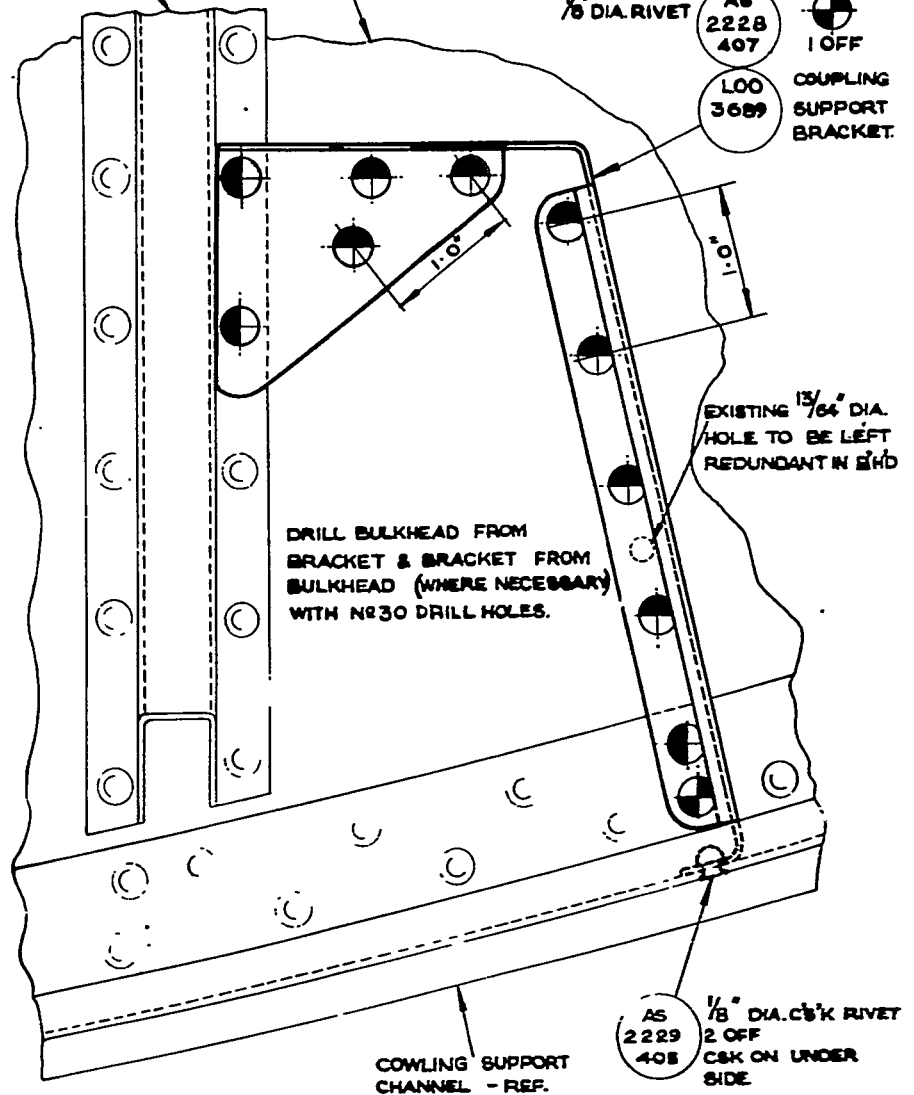 1/8" DIA. RIVET
AS
2228
407
1 OFF
LOO
3689
COUPLING
SUPPORT
BRACKET.
1·0"
1·0"
EXISTING 13/64" DIA.
HOLE TO BE LEFT
REDUNDANT IN B'HD
DRILL BULKHEAD FROM
BRACKET & BRACKET FROM
BULKHEAD (WHERE NECESSARY)
WITH Nº30 DRILL HOLES.
AS
2229
408
1/8" DIA. CS'K RIVET
2 OFF
CSK ON UNDER
SIDE
COWLING SUPPORT
CHANNEL - REF.